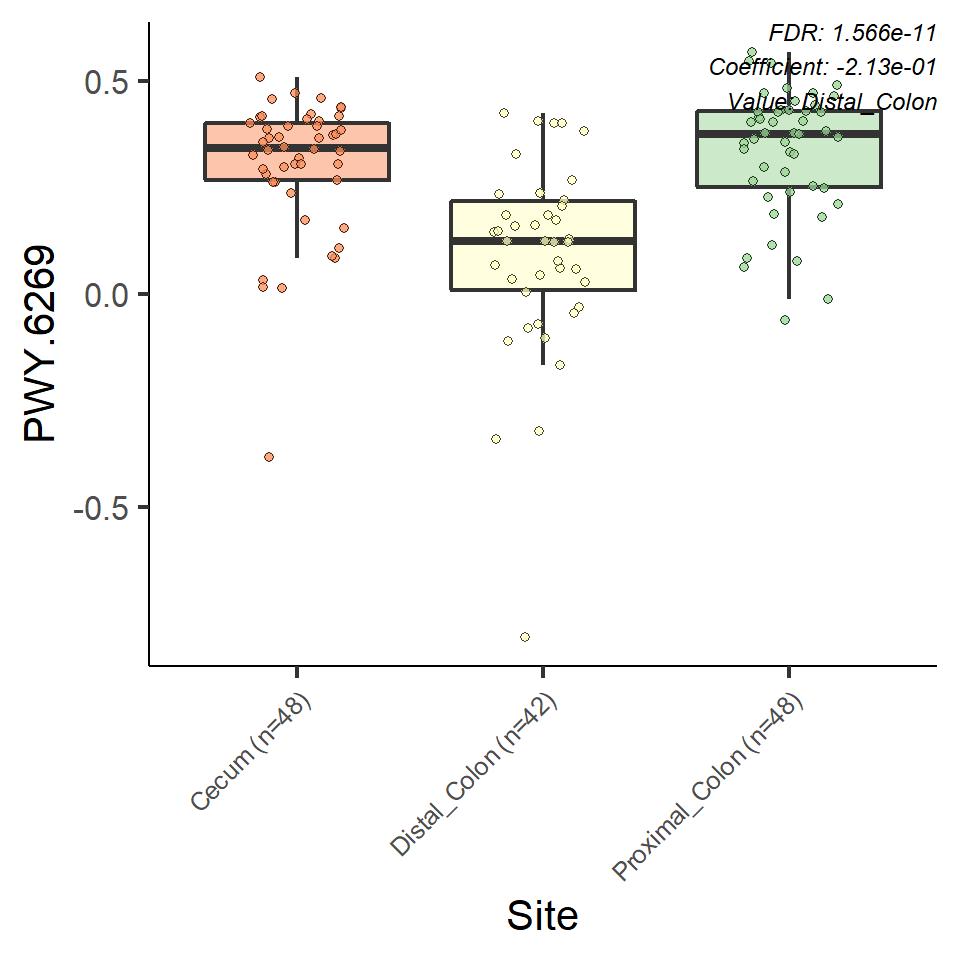 FDR: 1.566e-11
Coefficient: -2.13e-01
Value: Distal_Colon
0.5
0.0
-0.5
PWY.6269
Cecum (n=48)
Distal_Colon (n=42)
Proximal_Colon (n=48)
Site